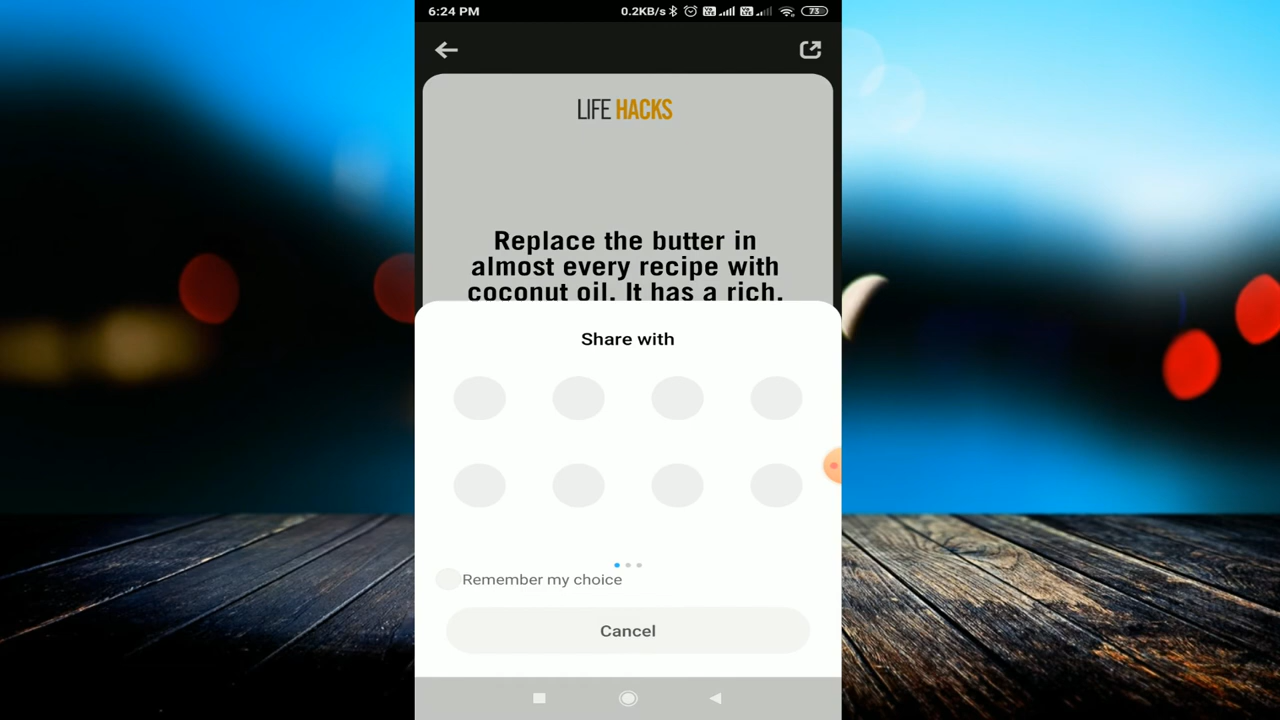 6:24 PM 0.2KB/s 73
LIFE HACKS
Replace the butter in
almost every recipe with
coconut oil. It has a rich,
Share with
Remember my choice
Cancel